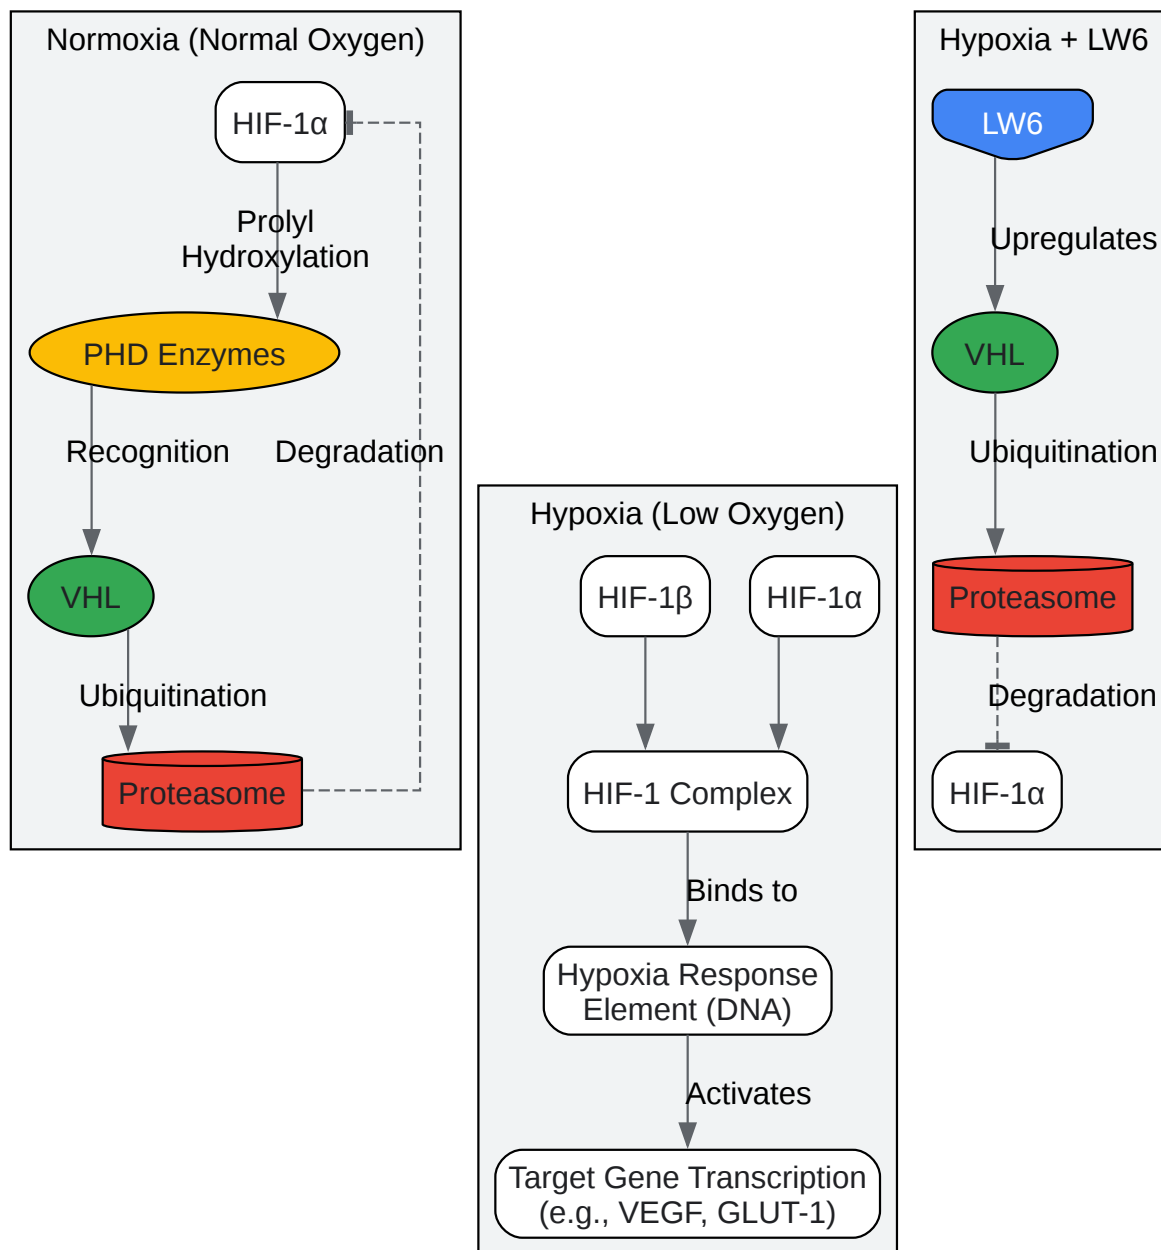 Normoxia (Normal Oxygen)
HIF-1α
Prolyl
Hydroxylation
PHD Enzymes
Recognition
Degradation
VHL
Ubiquitination
Proteasome
Hypoxia (Low Oxygen)
HIF-1β
HIF-1α
HIF-1 Complex
Binds to
Hypoxia Response
Element (DNA)
Activates
Target Gene Transcription
(e.g., VEGF, GLUT-1)
Hypoxia + LW6
LW6
Upregulates
VHL
Ubiquitination
Proteasome
Degradation
HIF-1α